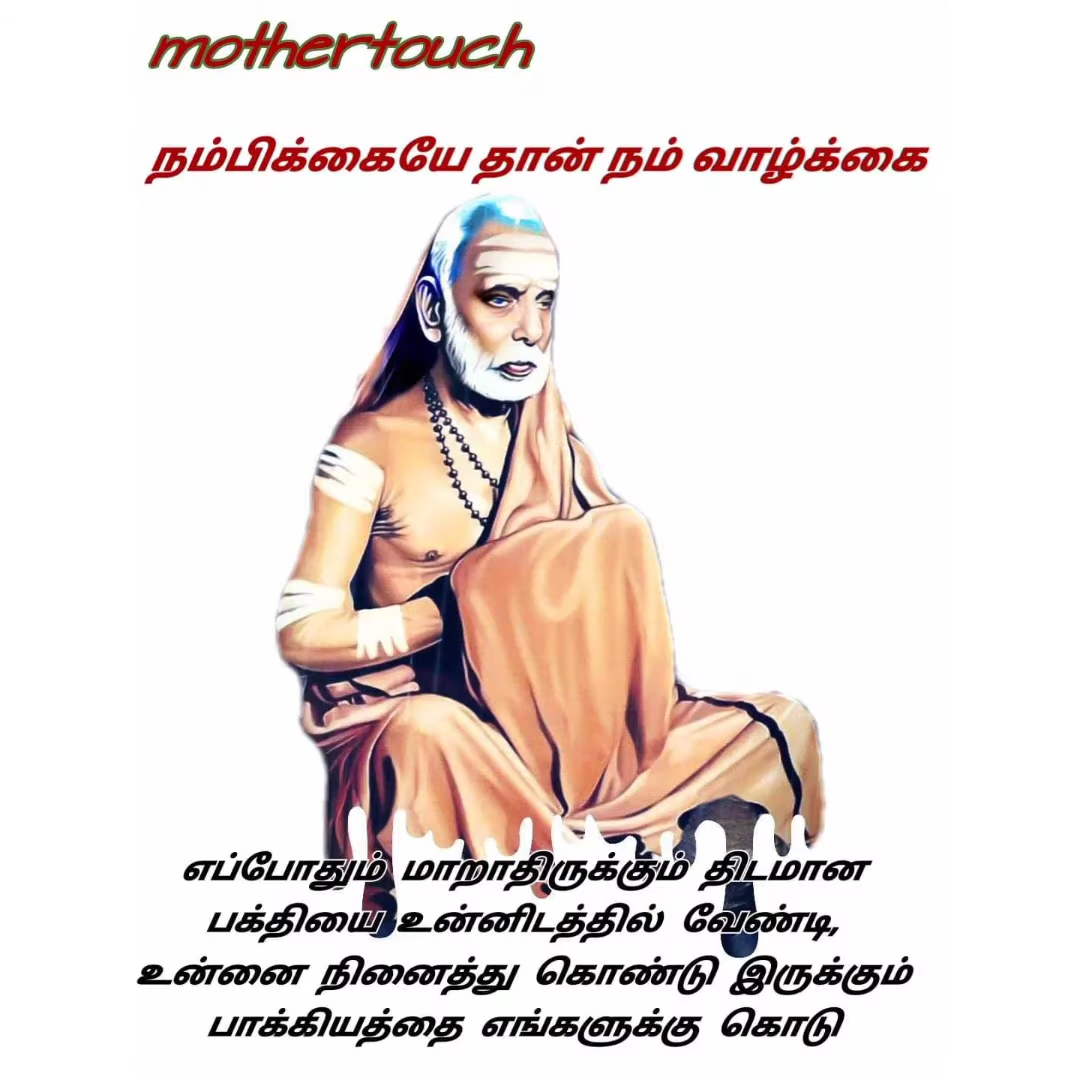 mothertouch
நம்பிக்கையே தான் நம் வாழ்க்கை
எப்போதும் மாறாதிருக்கும் திடமான
பக்தியை உன்னிடத்தில் வேண்டி,
உன்னை நினைத்து கொண்டு இருக்கும்
பாக்கியத்தை எங்களுக்கு கொடு